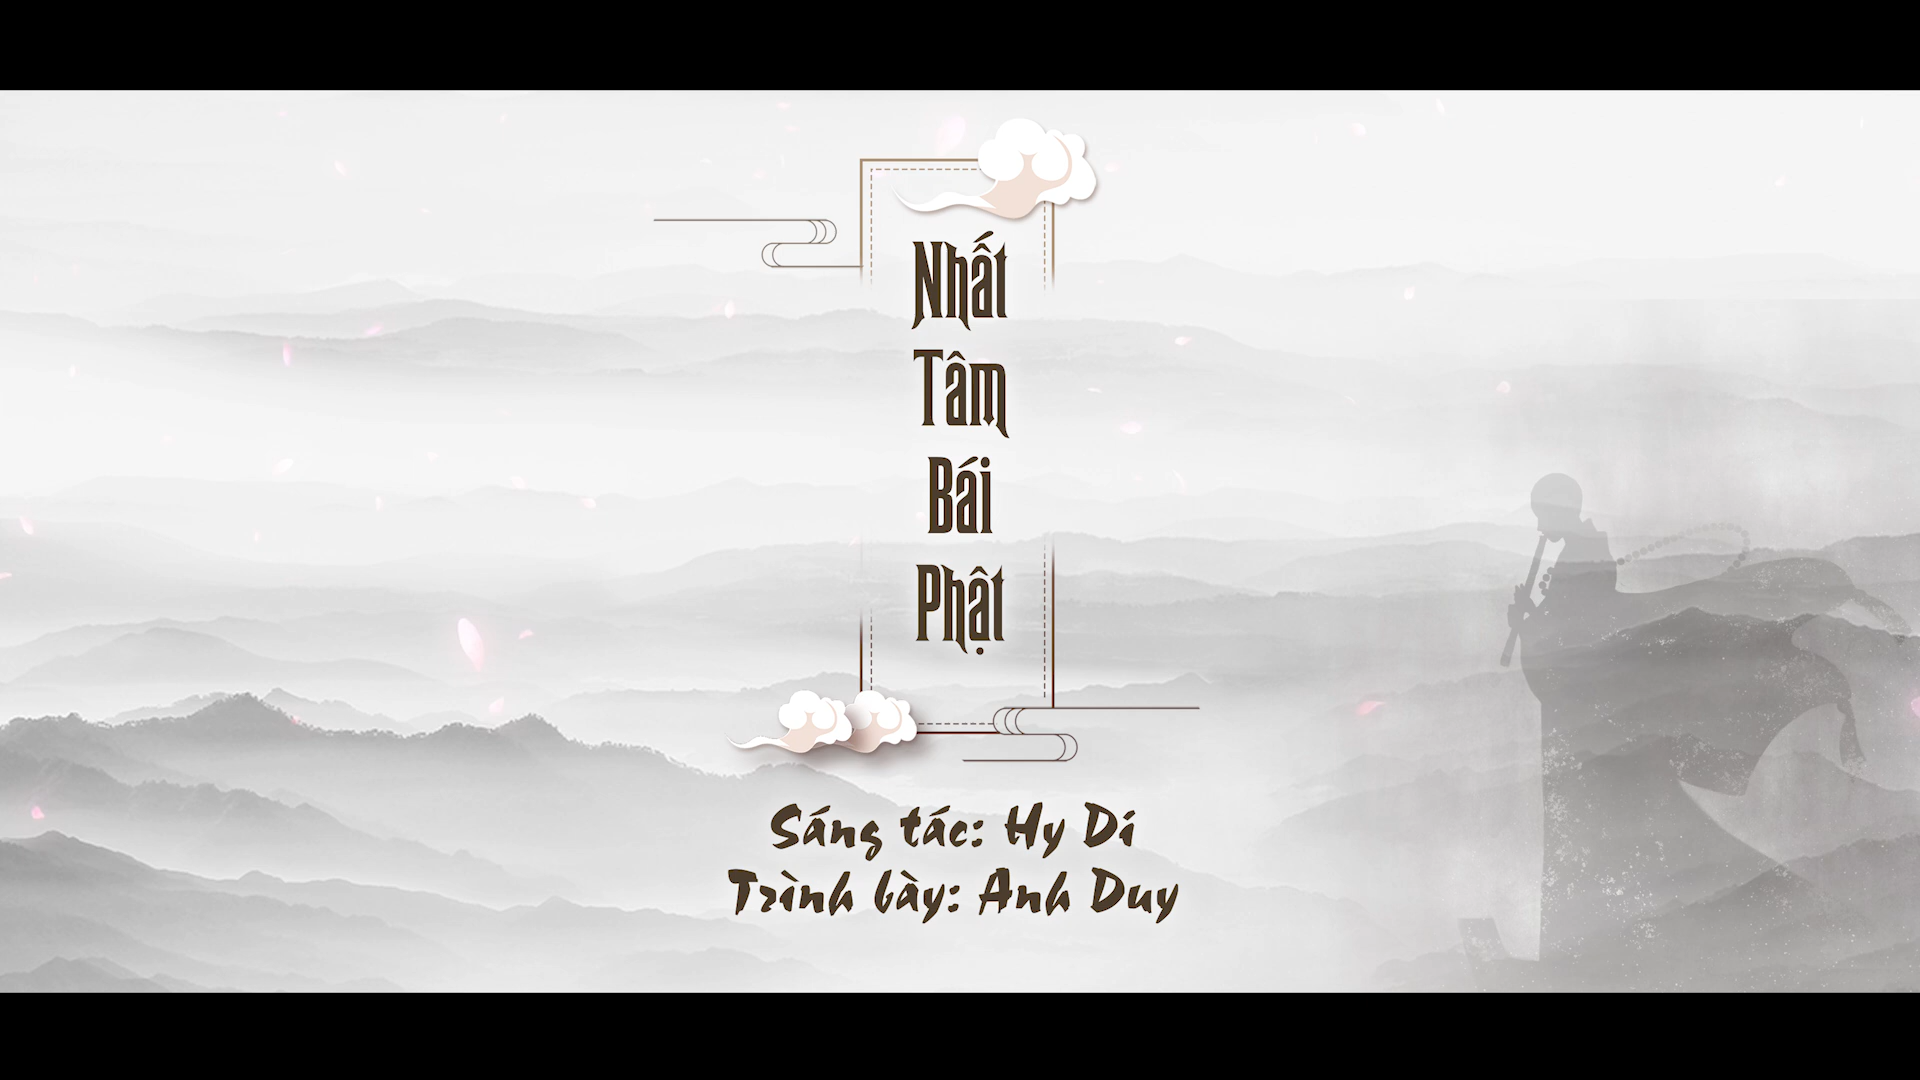 Nhất
Tâm
Bái
Phật
Sáng tác: Hy Di
Trình bày: Anh Duy